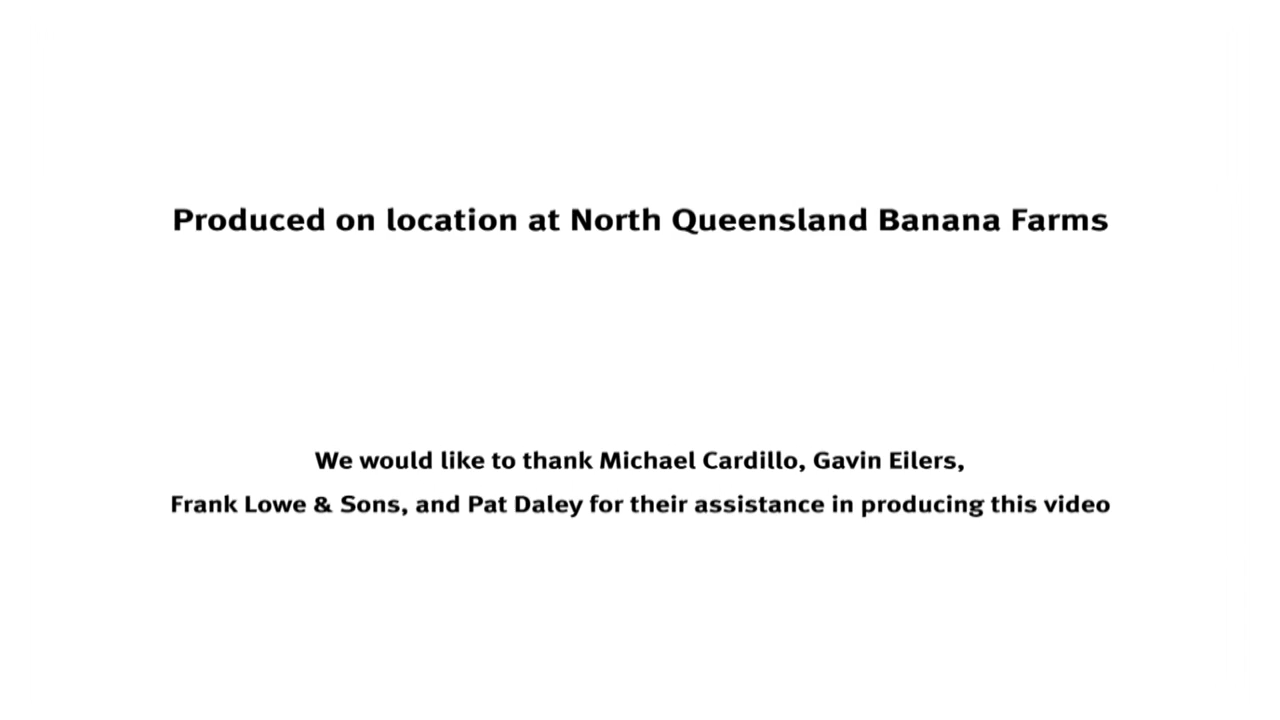 Produced on location at North Queensland Banana Farms
We would like to thank Michael Cardillo, Gavin Eilers,
Frank Lowe & Sons, and Pat Daley for their assistance in producing this video